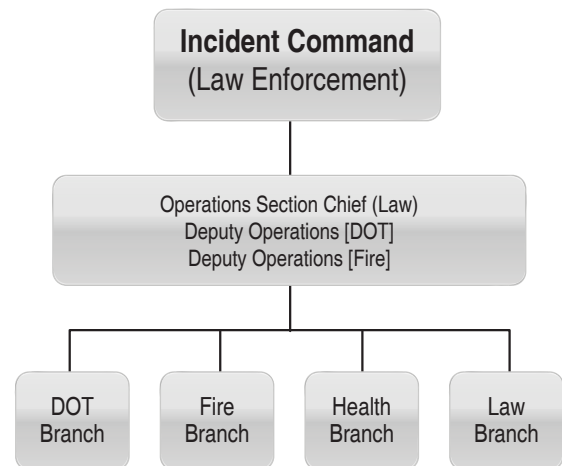 Incident Command
(Law Enforcement)
Operations Section Chief (Law)
Deputy Operations [DOT]
Deputy Operations [Fire]
DOT
Branch
Fire
Branch
Health
Branch
Law
Branch